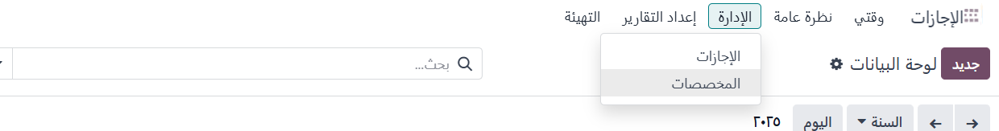 الإجازات وقتي نظرة عامة الإدارة إعداد التقارير التهيئة
الإجازات
المخصصات
جديد لوحة البيانات بحث...
السنة اليوم ٢٠٢٥